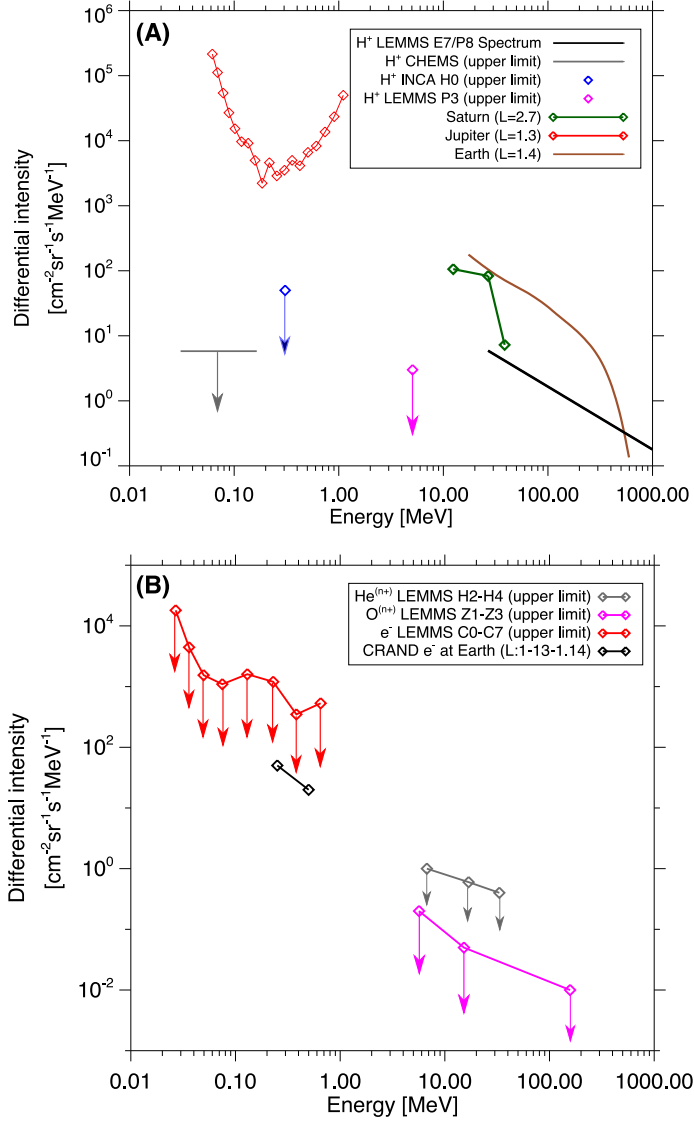 (A)
10^6
10^5
10^4
10^3
10^2
10^1
10^0
10^-1
Differential intensity
[cm^-2sr^-1s^-1MeV^-1]
H^+ LEMMS E7/P8 Spectrum
H^+ CHEMS (upper limit)
H^+ INCA H0 (upper limit)
H^+ LEMMS P3 (upper limit)
Saturn (L=2.7)
Jupiter (L=1.3)
Earth (L=1.4)
0.01 0.10 1.00 10.00 100.00 1000.00
Energy [MeV]
(B)
10^4
10^2
10^0
10^-2
Differential intensity
[cm^-2sr^-1s^-1MeV^-1]
He^(n+) LEMMS H2-H4 (upper limit)
O^(n+) LEMMS Z1-Z3 (upper limit)
e^- LEMMS C0-C7 (upper limit)
CRAND e^- at Earth (L:1-13-1.14)
0.01 0.10 1.00 10.00 100.00 1000.00
Energy [MeV]